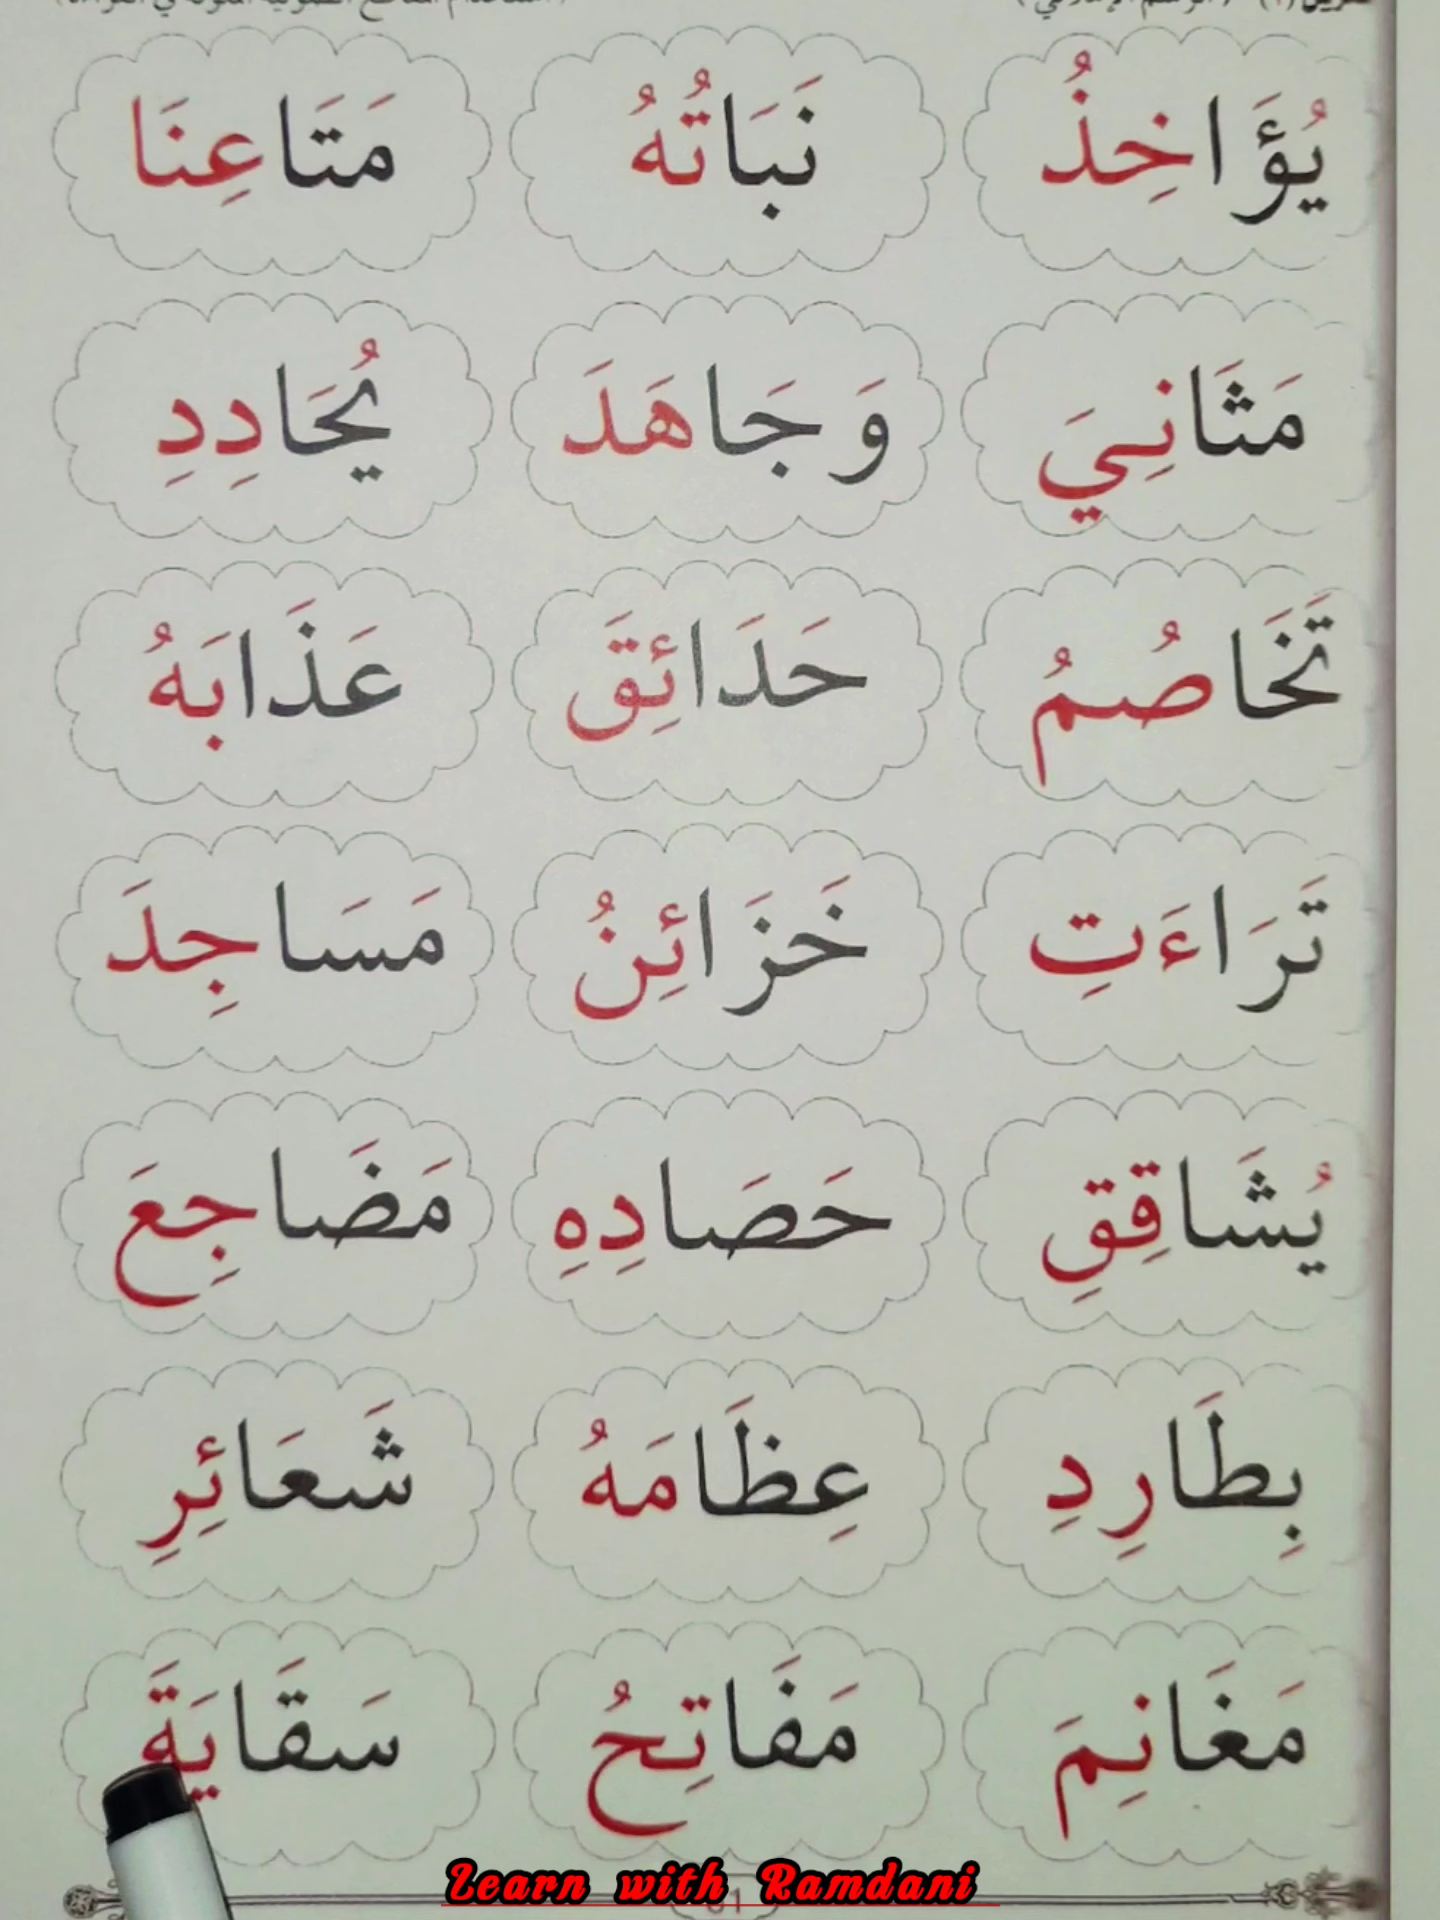 يُؤَاخِذُ نَبَاتُهُ مَتَاعِنَا
مَثَانِيَ وَجَاهَدَ يُحَادِدِ
تَخَاصُمُ حَدَائِقَ عَذَابَهُ
تَرَاءَتِ خَزَائِنُ مَسَاجِدَ
يُشَاقِقِ حَصَادِهِ مَضَاجِعَ
بِطَارِدِ عِظَامَهُ شَعَائِرِ
مَغَانِمَ مَفَاتِحُ سَقَايَةَ
Learn with Ramdani